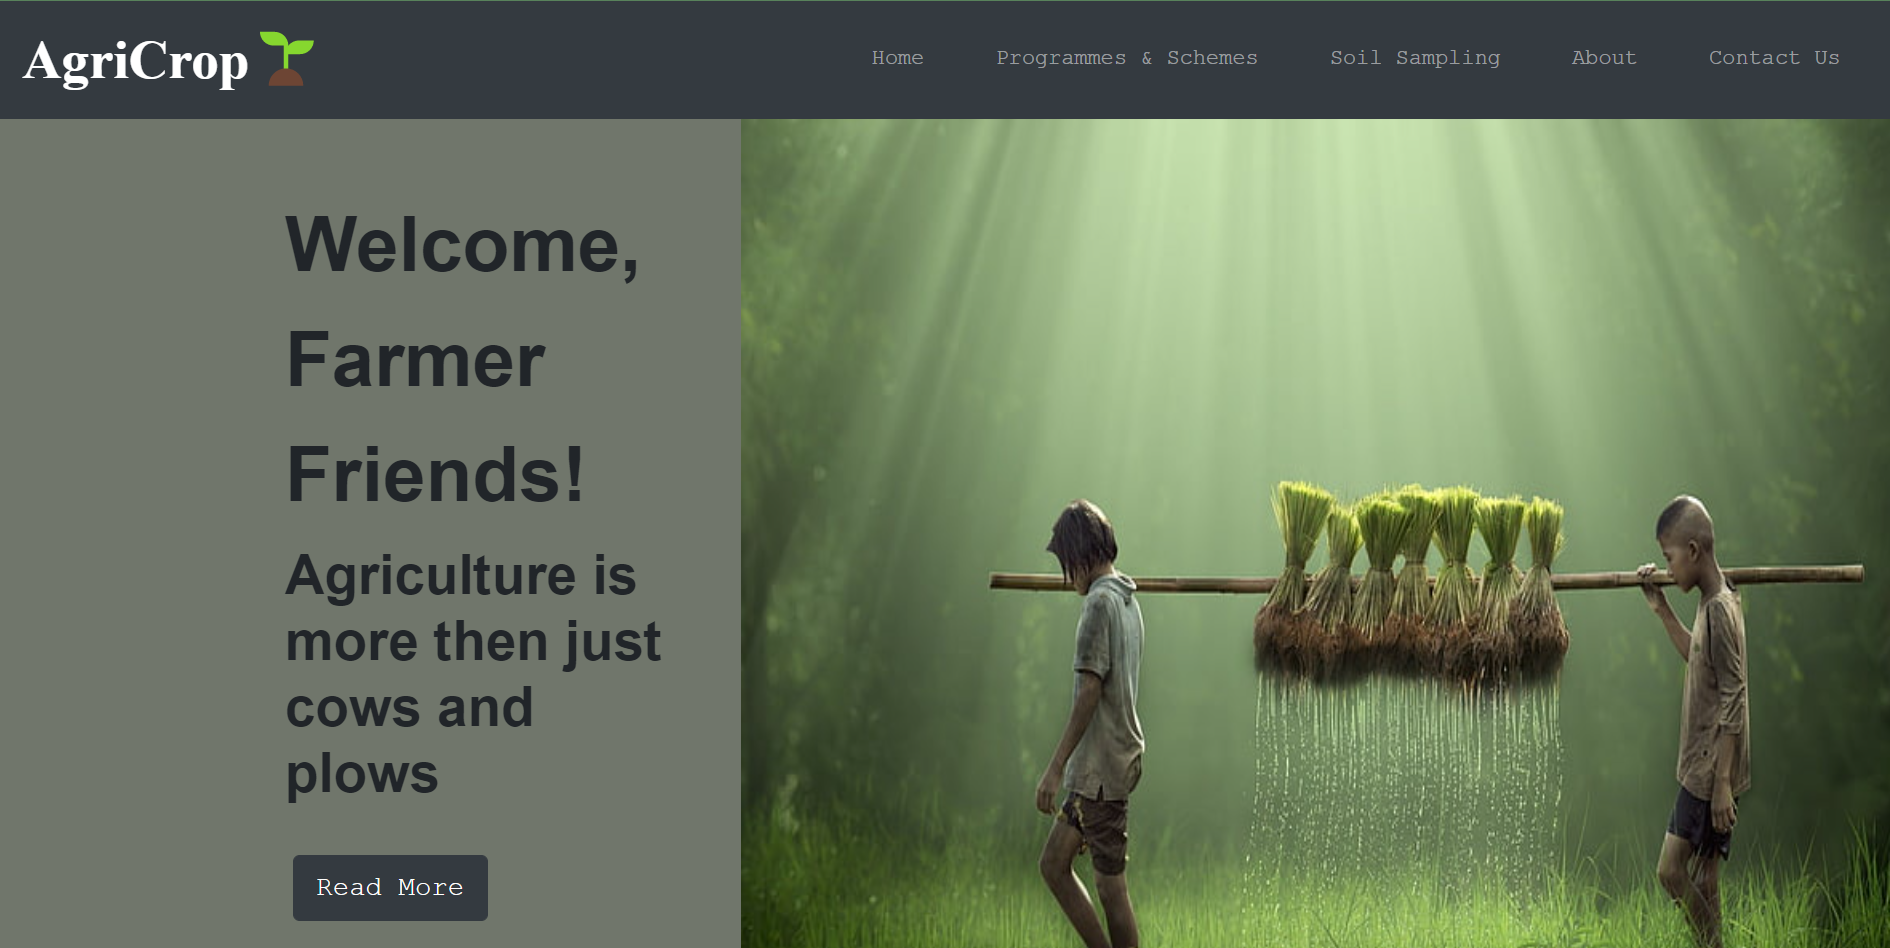 AgriCrop
Home Programmes & Schemes Soil Sampling About Contact Us
Welcome,
Farmer
Friends!
Agriculture is
more then just
cows and
plows
Read More